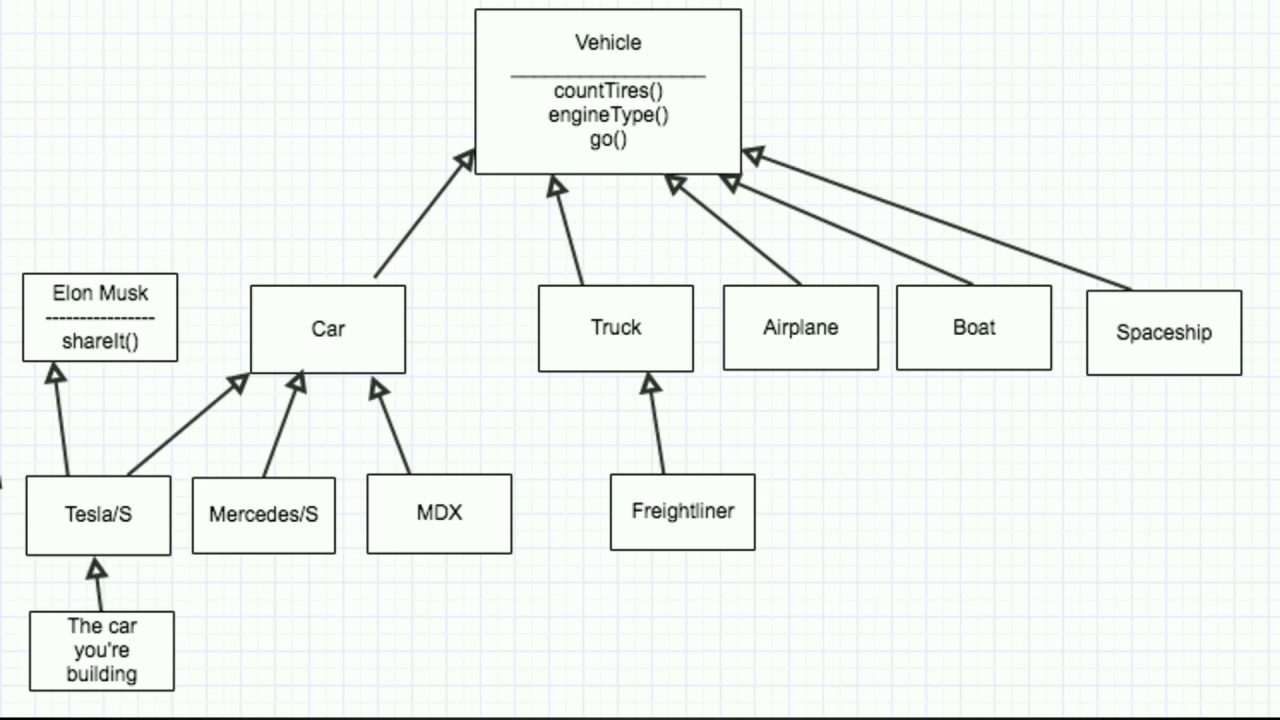 Vehicle
countTires()
engineType()
go()
Elon Musk
----------------
shareIt()
Car
Truck
Airplane
Boat
Spaceship
Tesla/S
Mercedes/S
MDX
Freightliner
The car
you're
building